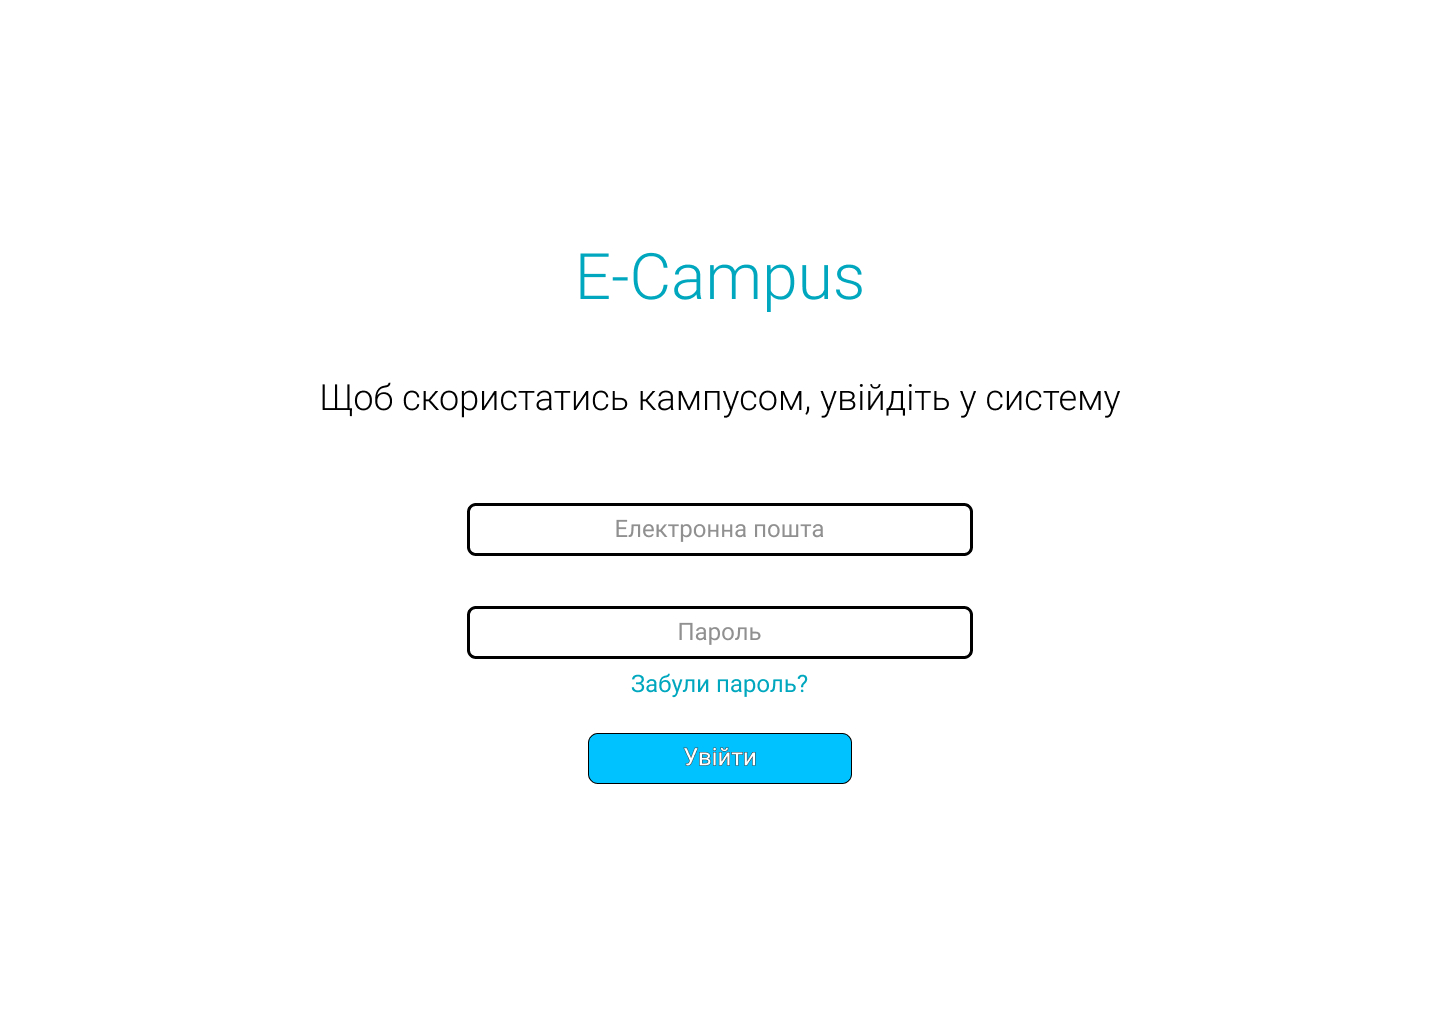 E-Campus
Щоб скористатись кампусом, увійдіть у систему
Електронна пошта
Пароль
Забули пароль?
Увійти